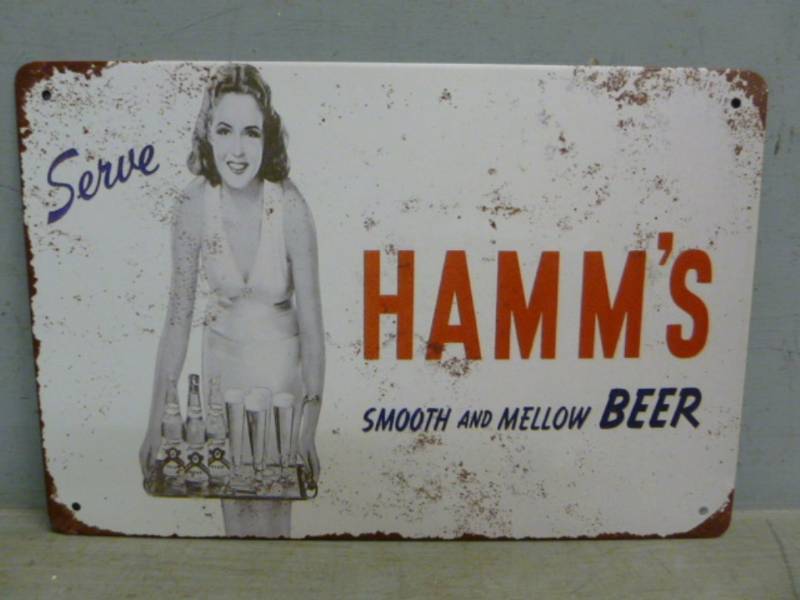 Serve
HAMM'S
SMOOTH AND MELLOW BEER